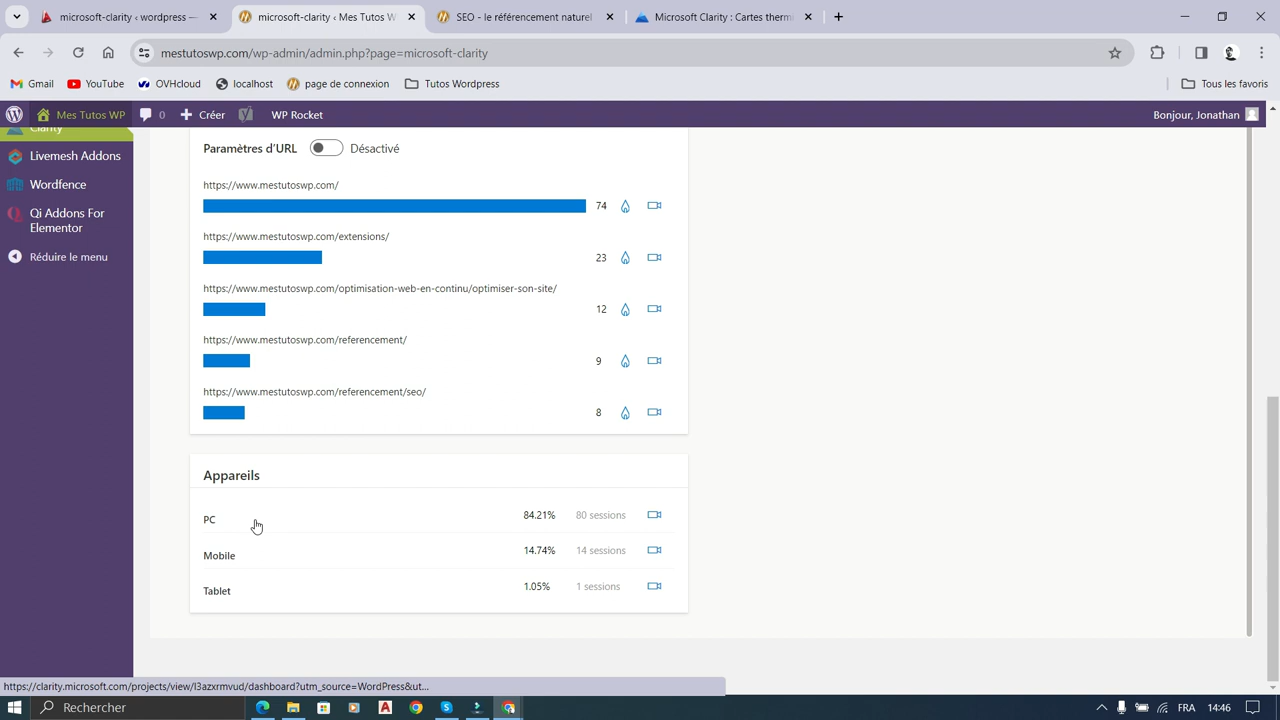 microsoft-clarity ‹ wordpress —
microsoft-clarity ‹ Mes Tutos W
SEO - le référencement naturel
Microsoft Clarity : Cartes therm
mestutoswp.com/wp-admin/admin.php?page=microsoft-clarity
Gmail
YouTube
OVHcloud
localhost
page de connexion
Tutos Wordpress
Tous les favoris
Mes Tutos WP
0
Créer
WP Rocket
Bonjour, Jonathan
Clarity
Livemesh Addons
Wordfence
Qi Addons For
Elementor
Réduire le menu
Paramètres d'URL
Désactivé
https://www.mestutoswp.com/
74
https://www.mestutoswp.com/extensions/
23
https://www.mestutoswp.com/optimisation-web-en-continu/optimiser-son-site/
12
https://www.mestutoswp.com/referencement/
9
https://www.mestutoswp.com/referencement/seo/
8
Appareils
PC 84.21% 80 sessions
Mobile 14.74% 14 sessions
Tablet 1.05% 1 sessions
https://clarity.microsoft.com/projects/view/l3azxrmvud/dashboard?utm_source=WordPress&ut...
Rechercher
FRA
14:46